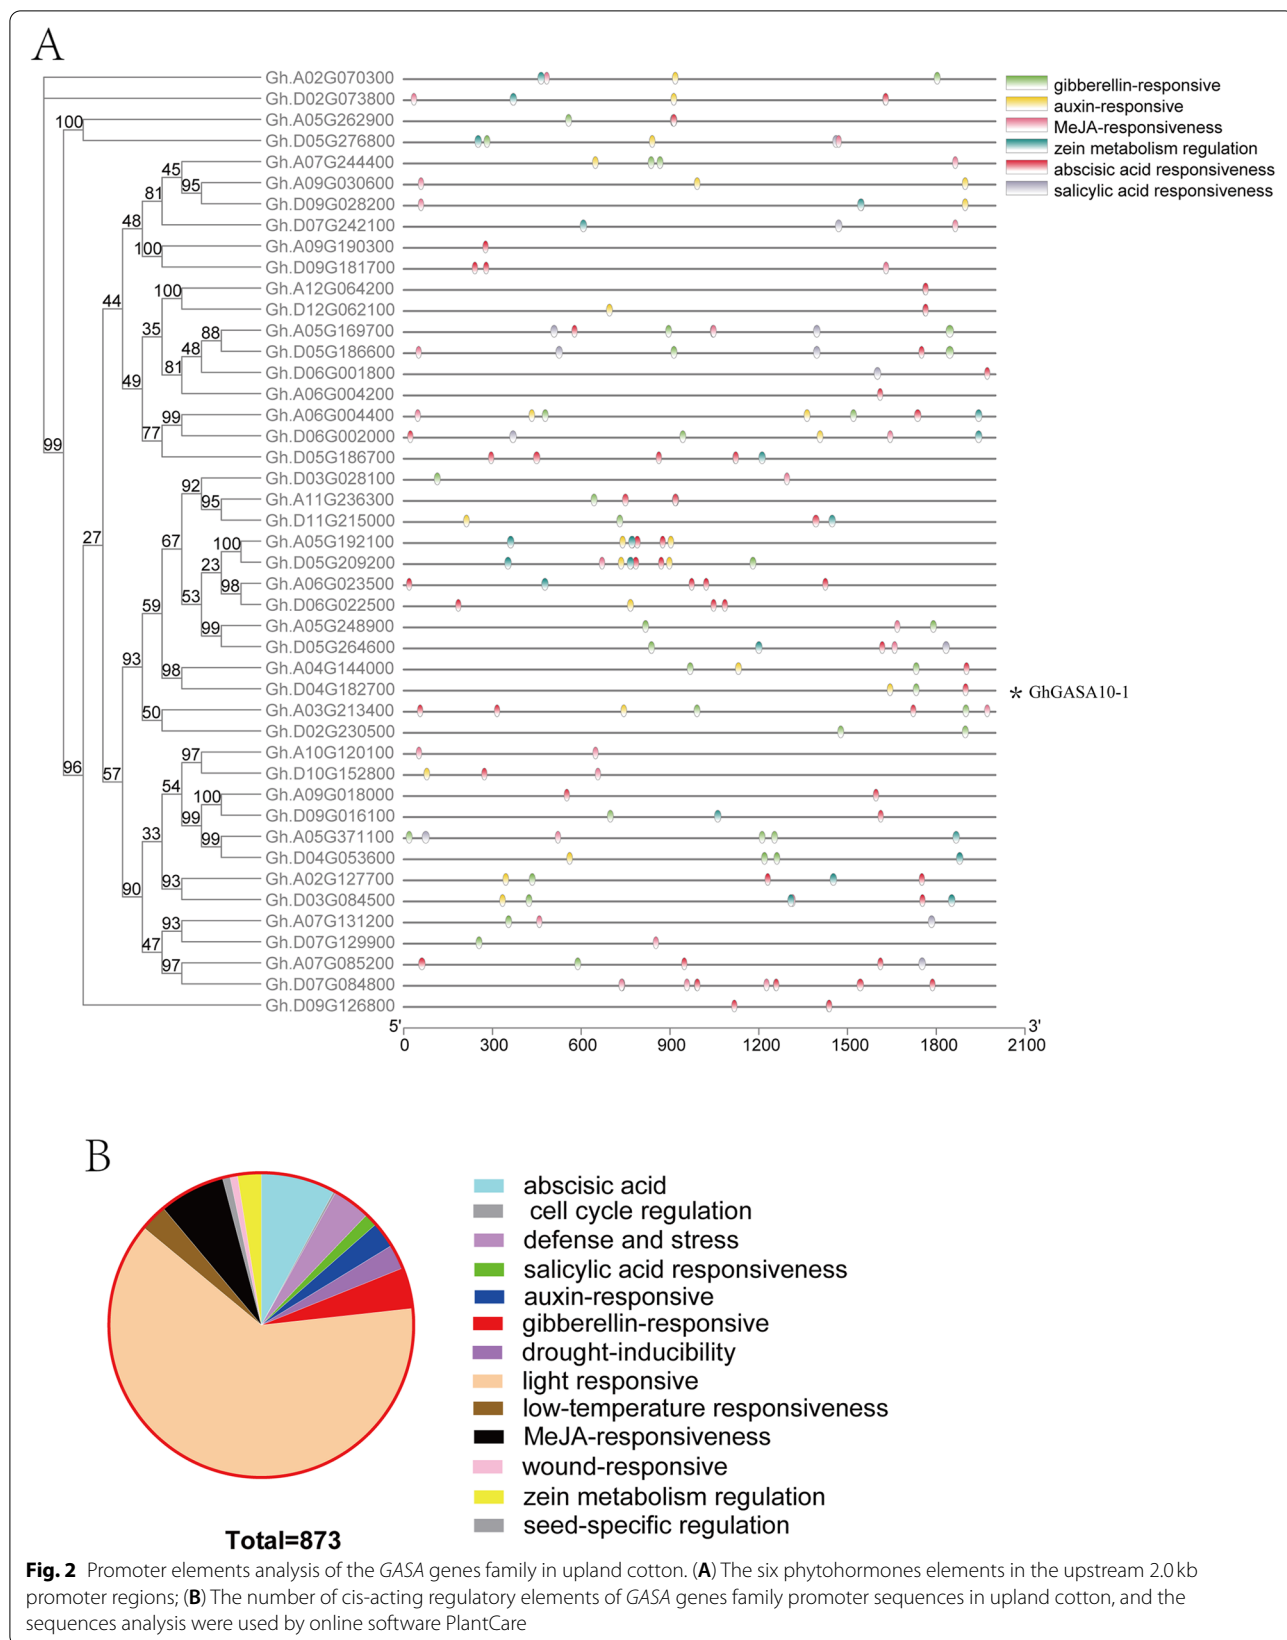 A
Gh.A02G070300
Gh.D02G073800
Gh.A05G262900
Gh.D05G276800
Gh.A07G244400
Gh.A09G030600
Gh.D09G028200
Gh.D07G242100
Gh.A09G190300
Gh.D09G181700
Gh.A12G064200
Gh.D12G062100
Gh.A05G169700
Gh.D05G186600
Gh.D06G001800
Gh.A06G004200
Gh.A06G004400
Gh.D06G002000
Gh.D05G186700
Gh.D03G028100
Gh.A11G236300
Gh.D11G215000
Gh.A05G192100
Gh.D05G209200
Gh.A06G023500
Gh.D06G022500
Gh.A05G248900
Gh.D05G264600
Gh.A04G144000
Gh.D04G182700
Gh.A03G213400
Gh.D02G230500
Gh.A10G120100
Gh.D10G152800
Gh.A09G018000
Gh.D09G016100
Gh.A05G371100
Gh.D04G053600
Gh.A02G127700
Gh.D03G084500
Gh.A07G131200
Gh.D07G129900
Gh.A07G085200
Gh.D07G084800
Gh.D09G126800
100
45
95
81
48
100
44
100
35
88
48
81
49
99
77
99
92
95
27
67
100
23
98
53
59
99
93
98
50
96
57
97
54
100
99
99
33
93
90
93
47
97
gibberellin-responsive
auxin-responsive
MeJA-responsiveness
zein metabolism regulation
abscisic acid responsiveness
salicylic acid responsiveness
* GhGASA10-1
5' 3'
0 300 600 900 1200 1500 1800 2100
B
abscisic acid
cell cycle regulation
defense and stress
salicylic acid responsiveness
auxin-responsive
gibberellin-responsive
drought-inducibility
light responsive
low-temperature responsiveness
MeJA-responsiveness
wound-responsive
zein metabolism regulation
seed-specific regulation
Total=873
Fig. 2 Promoter elements analysis of the GASA genes family in upland cotton. (A) The six phytohormones elements in the upstream 2.0 kb
promoter regions; (B) The number of cis-acting regulatory elements of GASA genes family promoter sequences in upland cotton, and the
sequences analysis were used by online software PlantCare